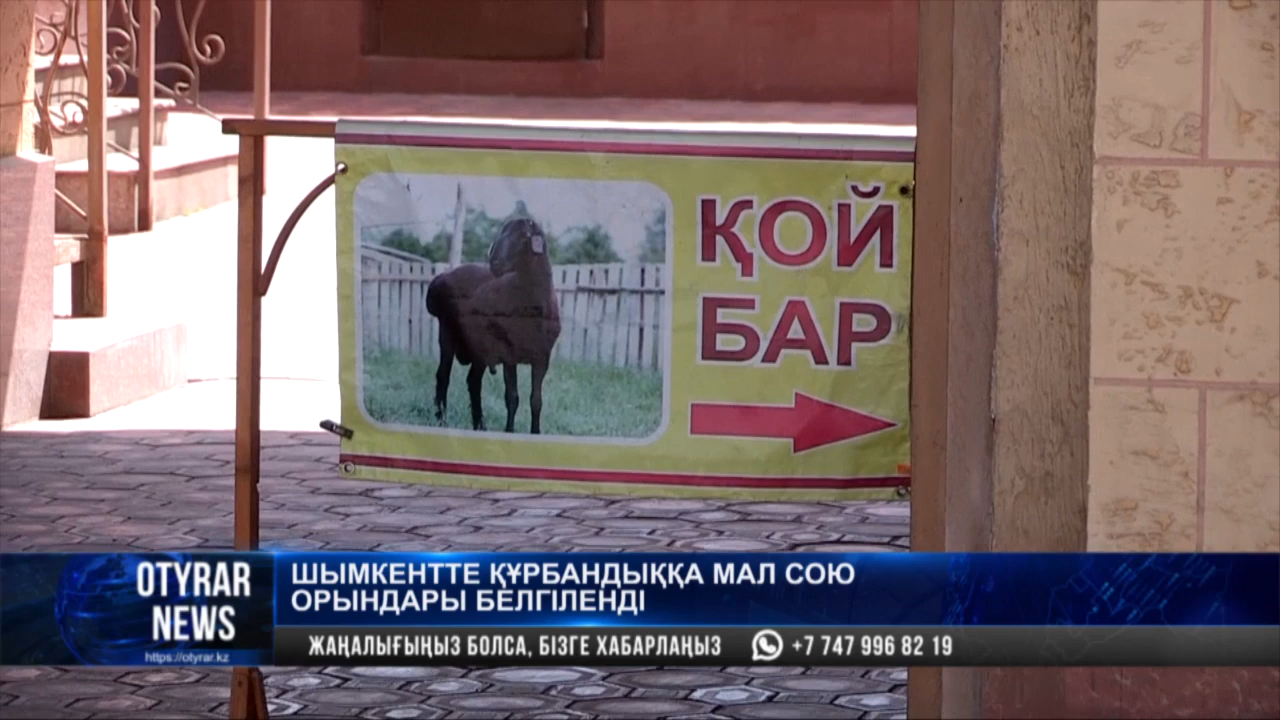 ҚОЙ
БАР
OTYRAR
NEWS
https://otyrar.kz
ШЫМКЕНТТЕ ҚҰРБАНДЫҚҚА МАЛ СОЮ
ОРЫНДАРЫ БЕЛГІЛЕНДІ
ЖАҢАЛЫҒЫҢЫЗ БОЛСА, БІЗГЕ ХАБАРЛАҢЫЗ +7 747 996 82 19